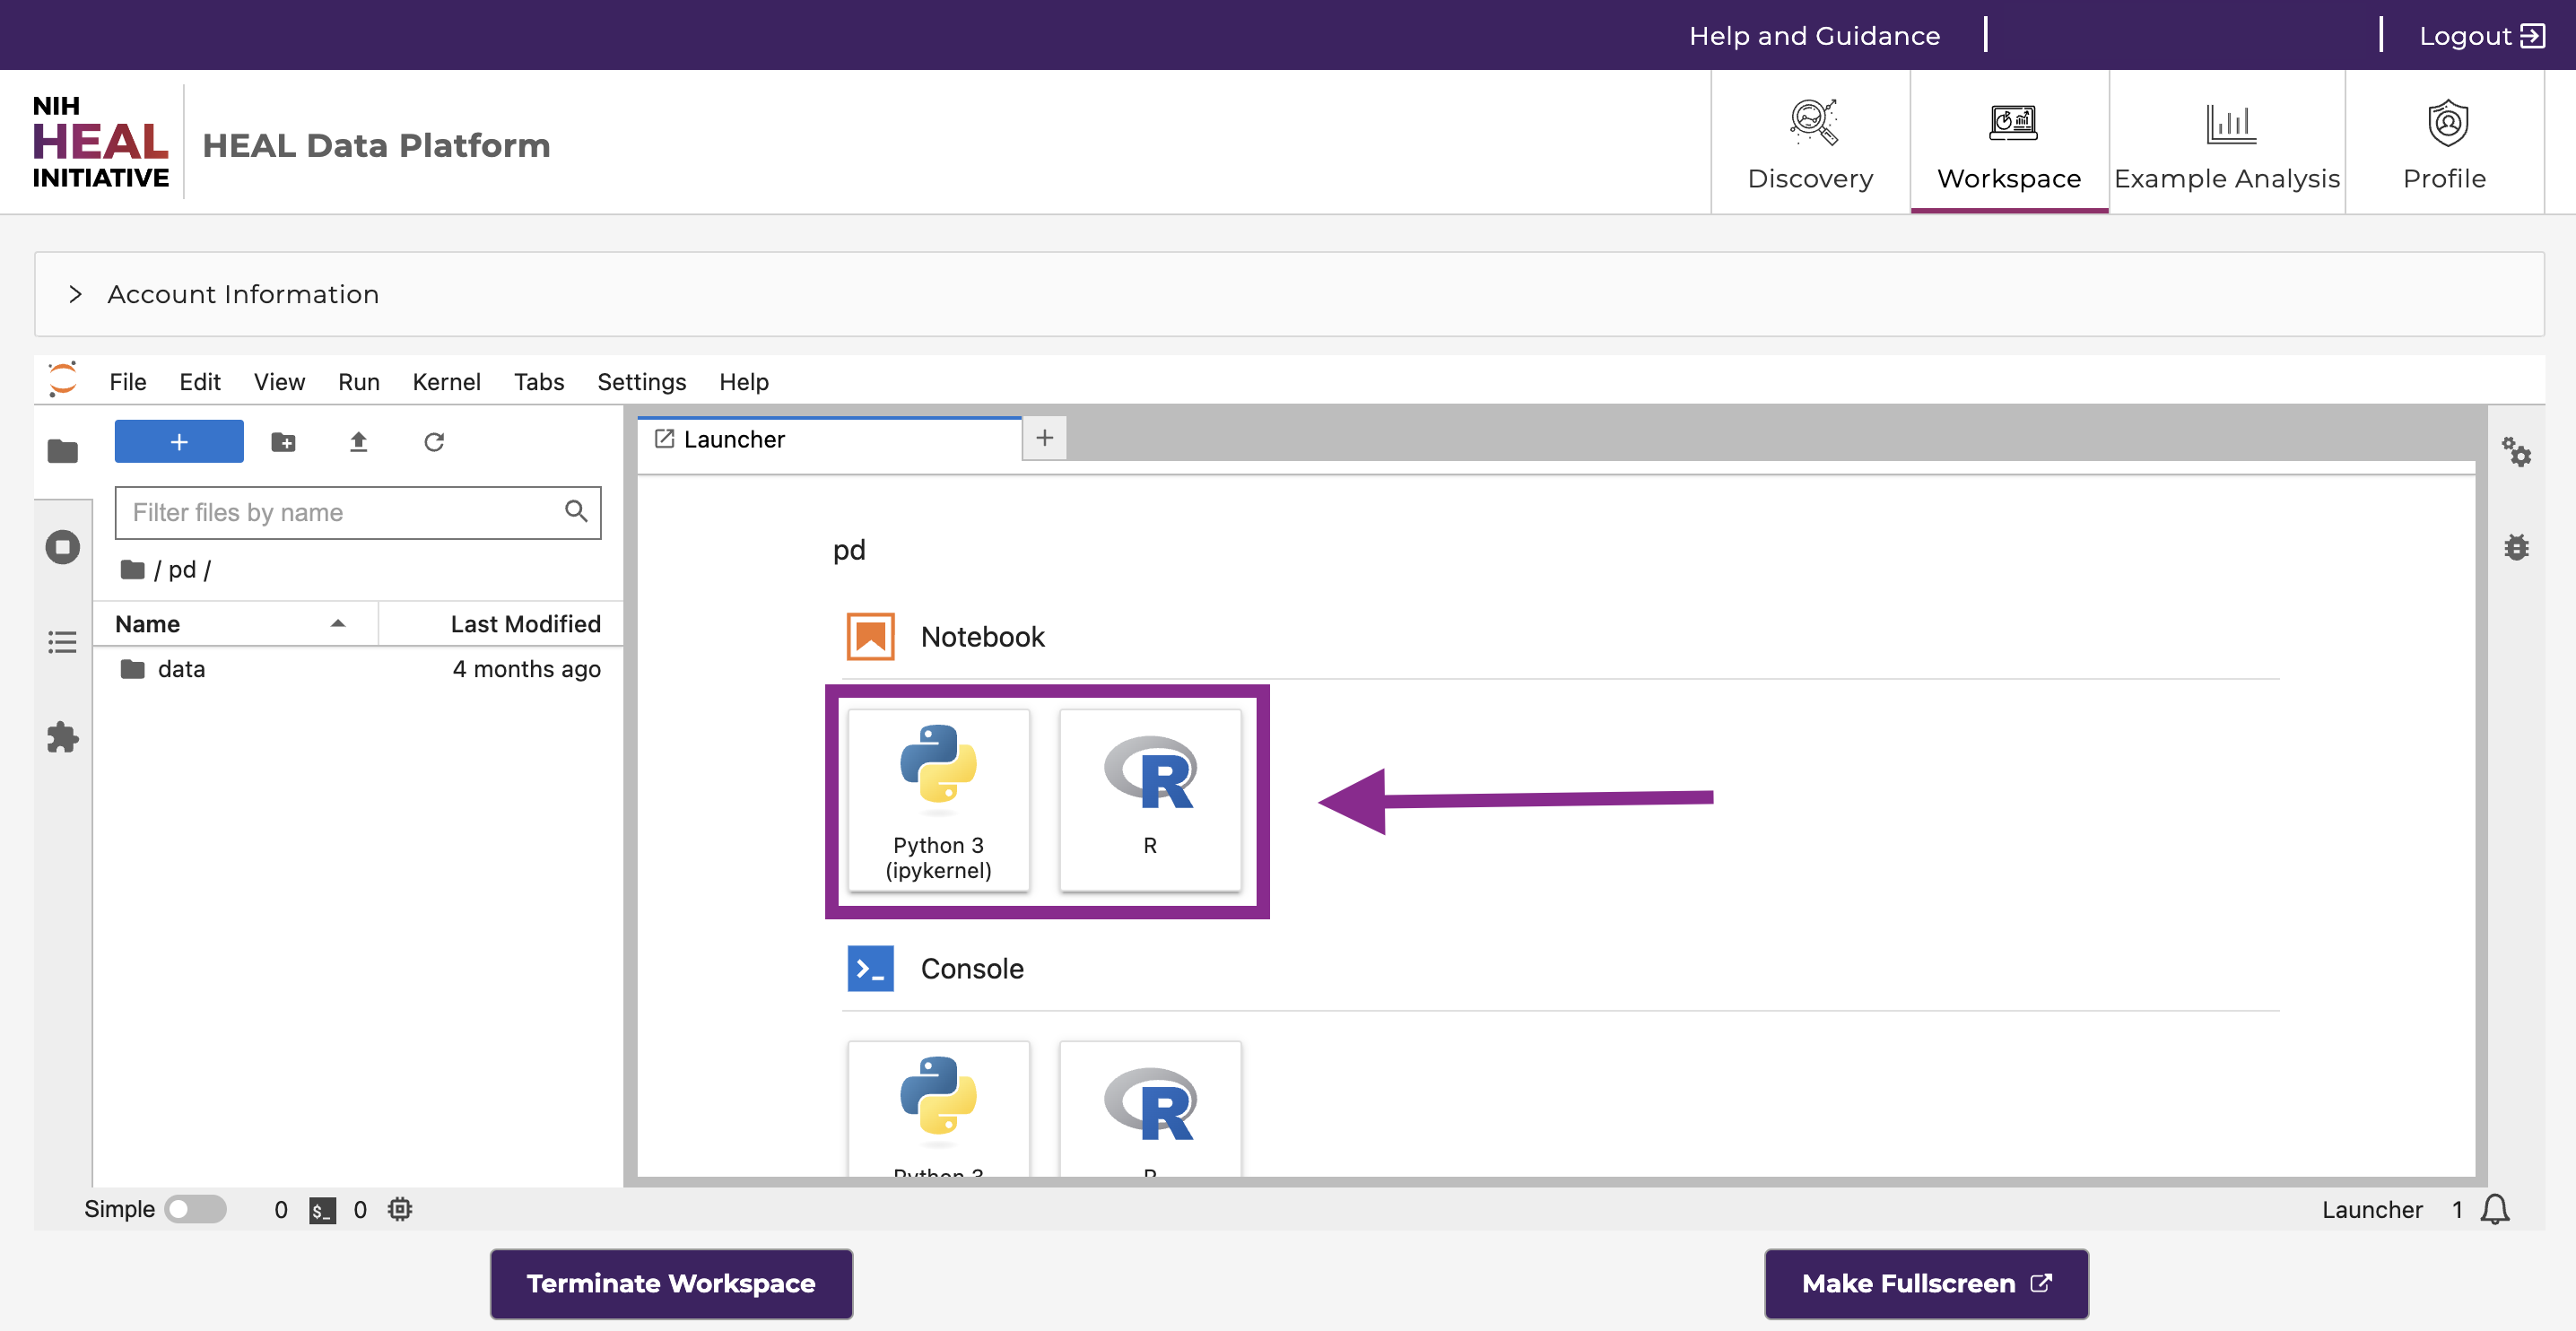 Help and Guidance
Logout
NIH
HEAL
INITIATIVE
HEAL Data Platform
Discovery
Workspace
Example Analysis
Profile
Account Information
File Edit View Run Kernel Tabs Settings Help
+
Launcher
+
Filter files by name
/ pd /
Name
Last Modified
data
4 months ago
pd
Notebook
Python 3
(ipykernel)
R
Console
Python 3
R
Simple
0
$_
0
Launcher
1
Terminate Workspace
Make Fullscreen